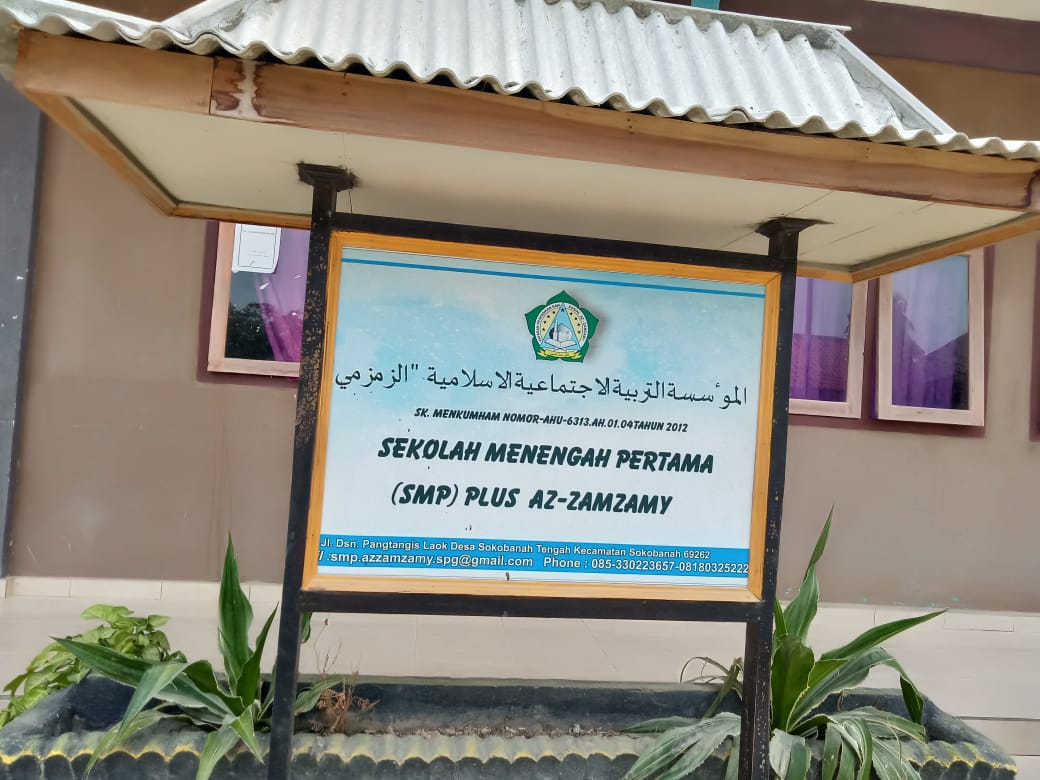 المؤسسة التربية الاجتماعية الاسلامية "الزمزمي
SK. MENKUMHAM NOMOR-AHU-6313.AH.01.04TAHUN 2012
SEKOLAH MENENGAH PERTAMA
(SMP) PLUS AZ-ZAMZAMY
Jl. Dsn. Pangtangis Laok Desa Sokobanah Tengah Kecamatan Sokobanah 69262
l :smp.azzamzamy.spg@gmail.com Phone : 085-330223657-08180325222